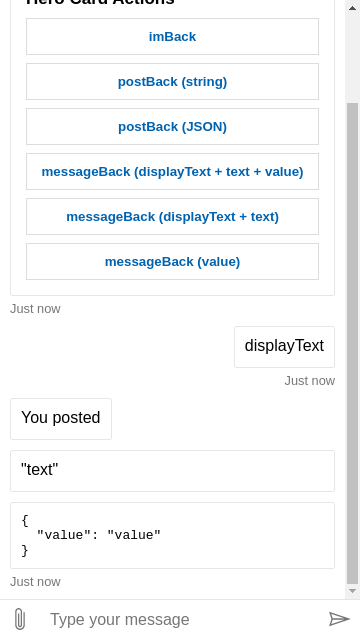 Hero Card Actions
imBack
postBack (string)
postBack (JSON)
messageBack (displayText + text + value)
messageBack (displayText + text)
messageBack (value)
Just now
displayText
Just now
You posted
"text"
{
  "value": "value"
}
Just now
Type your message